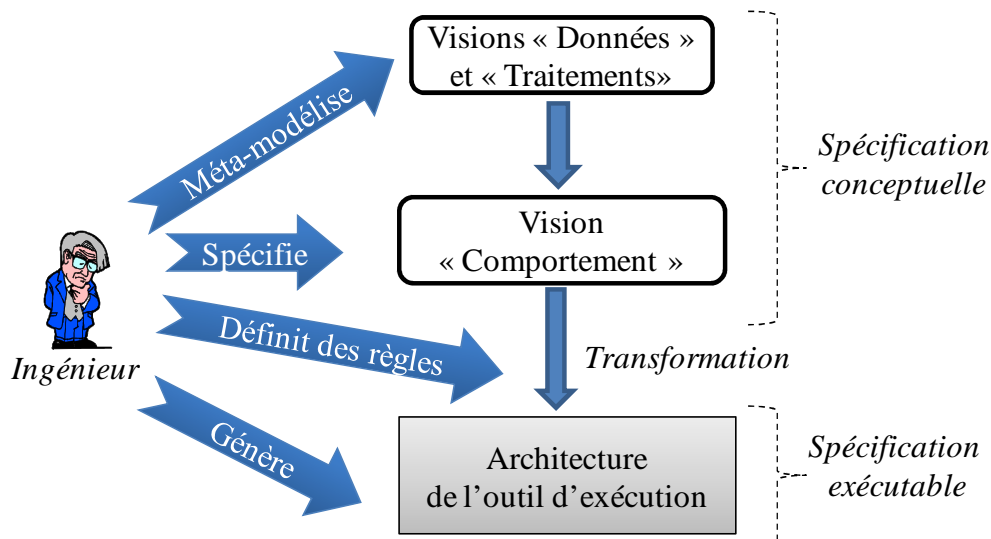 Visions « Données »
et « Traitements»
Méta-modélise
Spécification
conceptuelle
Vision
« Comportement »
Spécifie
Définit des règles
Ingénieur
Transformation
Génère
Architecture
de l’outil d’exécution
Spécification
exécutable